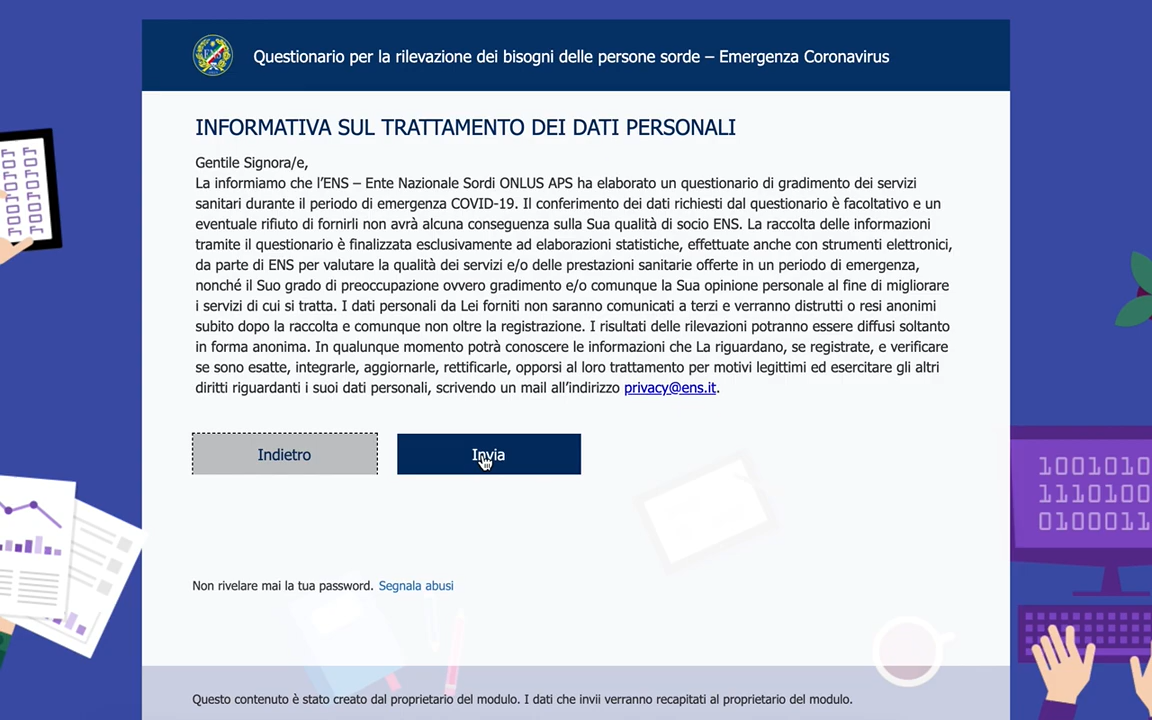 Questionario per la rilevazione dei bisogni delle persone sorde – Emergenza Coronavirus
INFORMATIVA SUL TRATTAMENTO DEI DATI PERSONALI
Gentile Signora/e,
La informiamo che l'ENS – Ente Nazionale Sordi ONLUS APS ha elaborato un questionario di gradimento dei servizi
sanitari durante il periodo di emergenza COVID-19. Il conferimento dei dati richiesti dal questionario è facoltativo e un
eventuale rifiuto di fornirli non avrà alcuna conseguenza sulla Sua qualità di socio ENS. La raccolta delle informazioni
tramite il questionario è finalizzata esclusivamente ad elaborazioni statistiche, effettuate anche con strumenti elettronici,
da parte di ENS per valutare la qualità dei servizi e/o delle prestazioni sanitarie offerte in un periodo di emergenza,
nonché il Suo grado di preoccupazione ovvero gradimento e/o comunque la Sua opinione personale al fine di migliorare
i servizi di cui si tratta. I dati personali da Lei forniti non saranno comunicati a terzi e verranno distrutti o resi anonimi
subito dopo la raccolta e comunque non oltre la registrazione. I risultati delle rilevazioni potranno essere diffusi soltanto
in forma anonima. In qualunque momento potrà conoscere le informazioni che La riguardano, se registrate, e verificare
se sono esatte, integrarle, aggiornarle, rettificarle, opporsi al loro trattamento per motivi legittimi ed esercitare gli altri
diritti riguardanti i suoi dati personali, scrivendo un mail all'indirizzo privacy@ens.it.
Indietro
Invia
1001010
1110100
010001
Non rivelare mai la tua password. Segnala abusi
Questo contenuto è stato creato dal proprietario del modulo. I dati che invii verranno recapitati al proprietario del modulo.